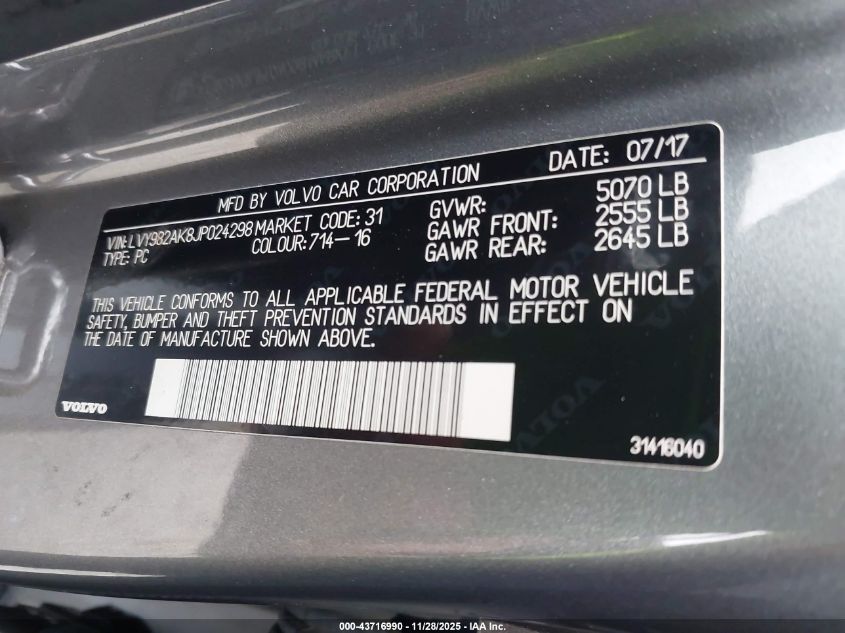 MFD BY VOLVO CAR CORPORATION DATE: 07/17
VIN:LVY982AK8JP024298 MARKET CODE: 31 GVWR: 5070 LB
TYPE: PC COLOUR:714-16 GAWR FRONT: 2555 LB
GAWR REAR: 2645 LB
THIS VEHICLE CONFORMS TO ALL APPLICABLE FEDERAL MOTOR VEHICLE
SAFETY, BUMPER AND THEFT PREVENTION STANDARDS IN EFFECT ON
THE DATE OF MANUFACTURE SHOWN ABOVE.
VOLVO
31416040
000-43716990 - 11/28/2025 - IAA Inc.